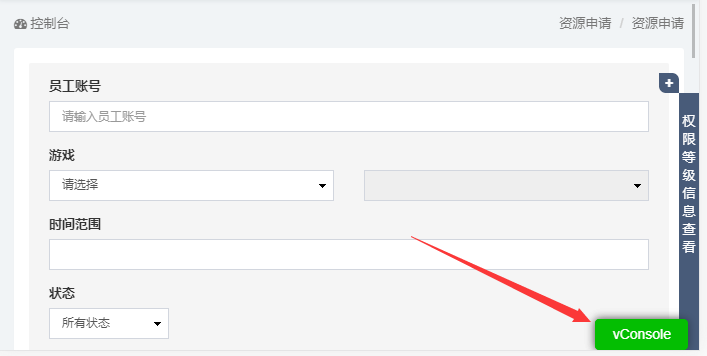 控制台
资源申请 / 资源申请
员工账号
请输入员工账号
游戏
请选择
时间范围
状态
所有状态
权限等级信息查看
vConsole